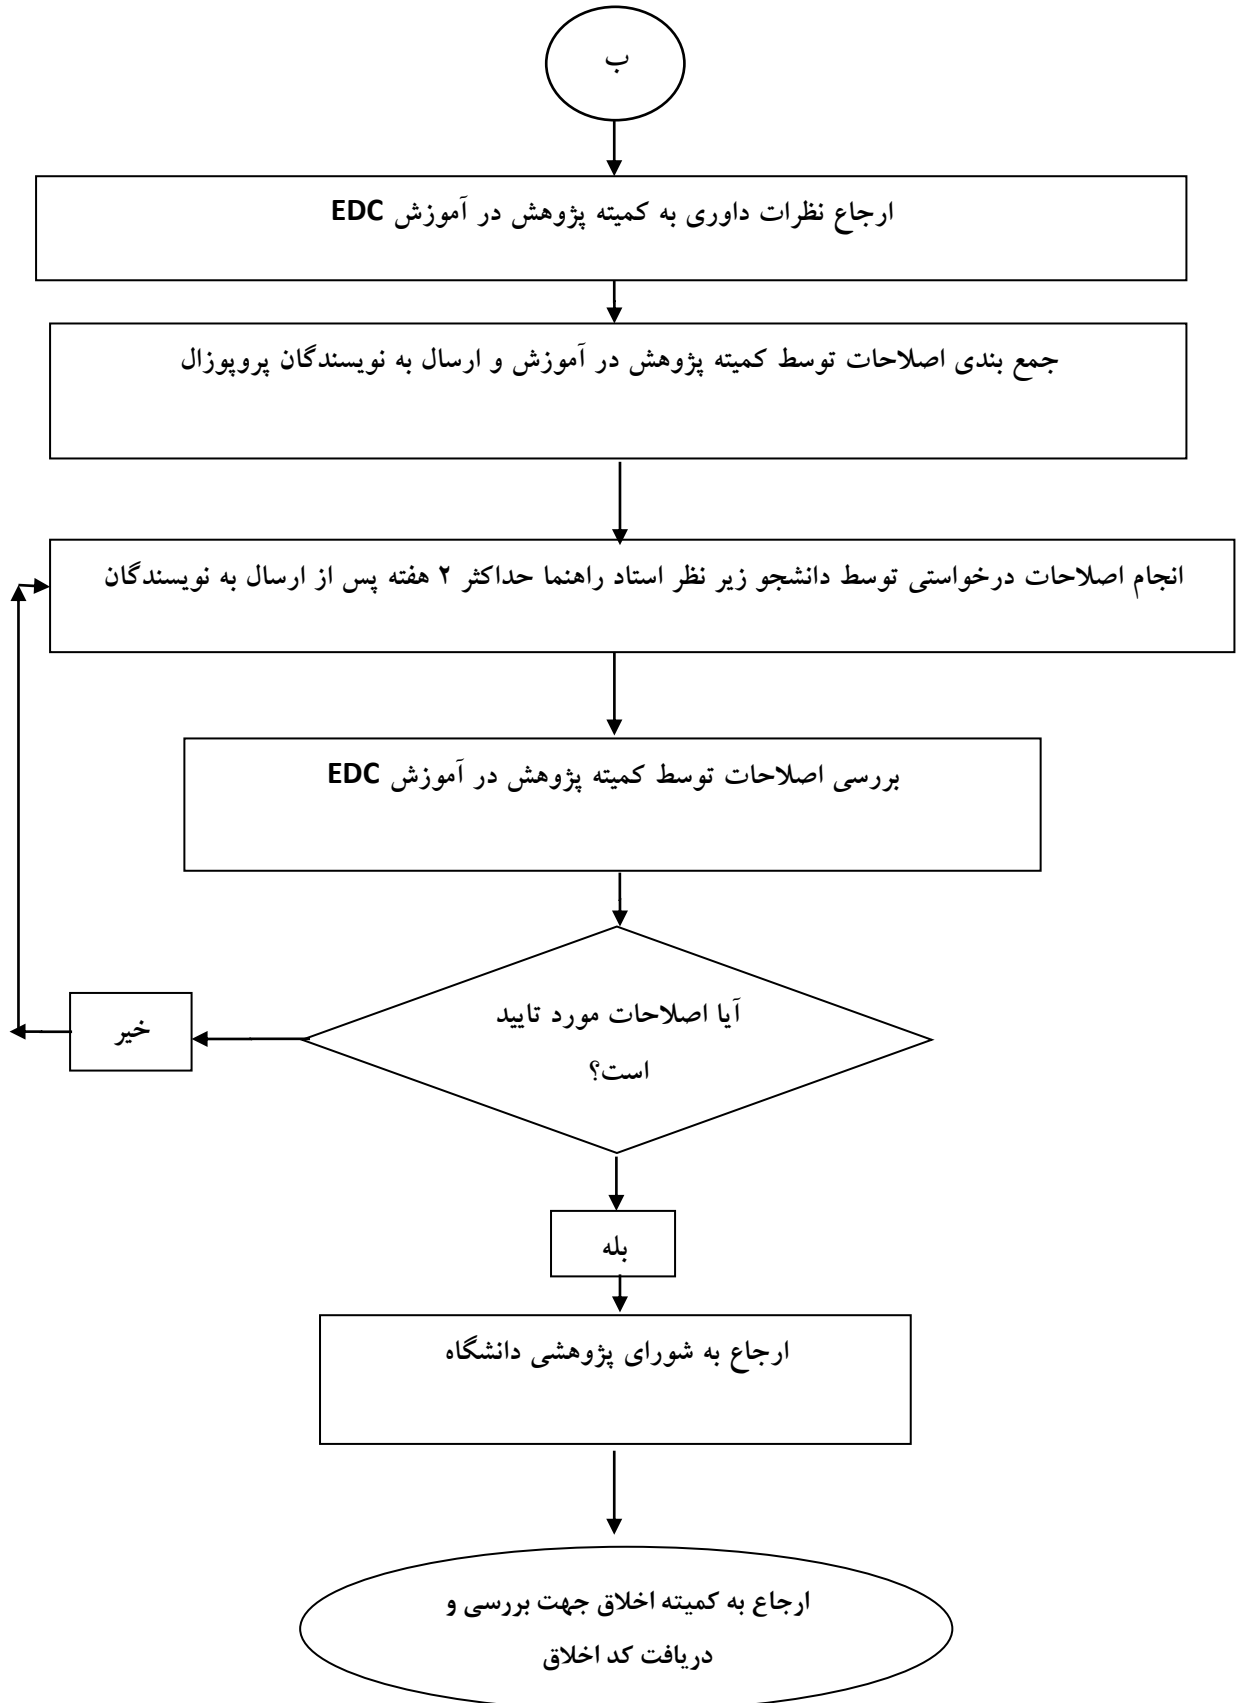 ب
ارجاع نظرات داوری به کمیته پژوهش در آموزش EDC
جمع بندی اصلاحات توسط کمیته پژوهش در آموزش و ارسال به نویسندگان پروپوزال
انجام اصلاحات درخواستی توسط دانشجو زیر نظر استاد راهنما حداکثر ۲ هفته پس از ارسال به نویسندگان
بررسی اصلاحات توسط کمیته پژوهش در آموزش EDC
آیا اصلاحات مورد تایید
است؟
خیر
بله
ارجاع به شورای پژوهشی دانشگاه
ارجاع به کمیته اخلاق جهت بررسی و
دریافت کد اخلاق